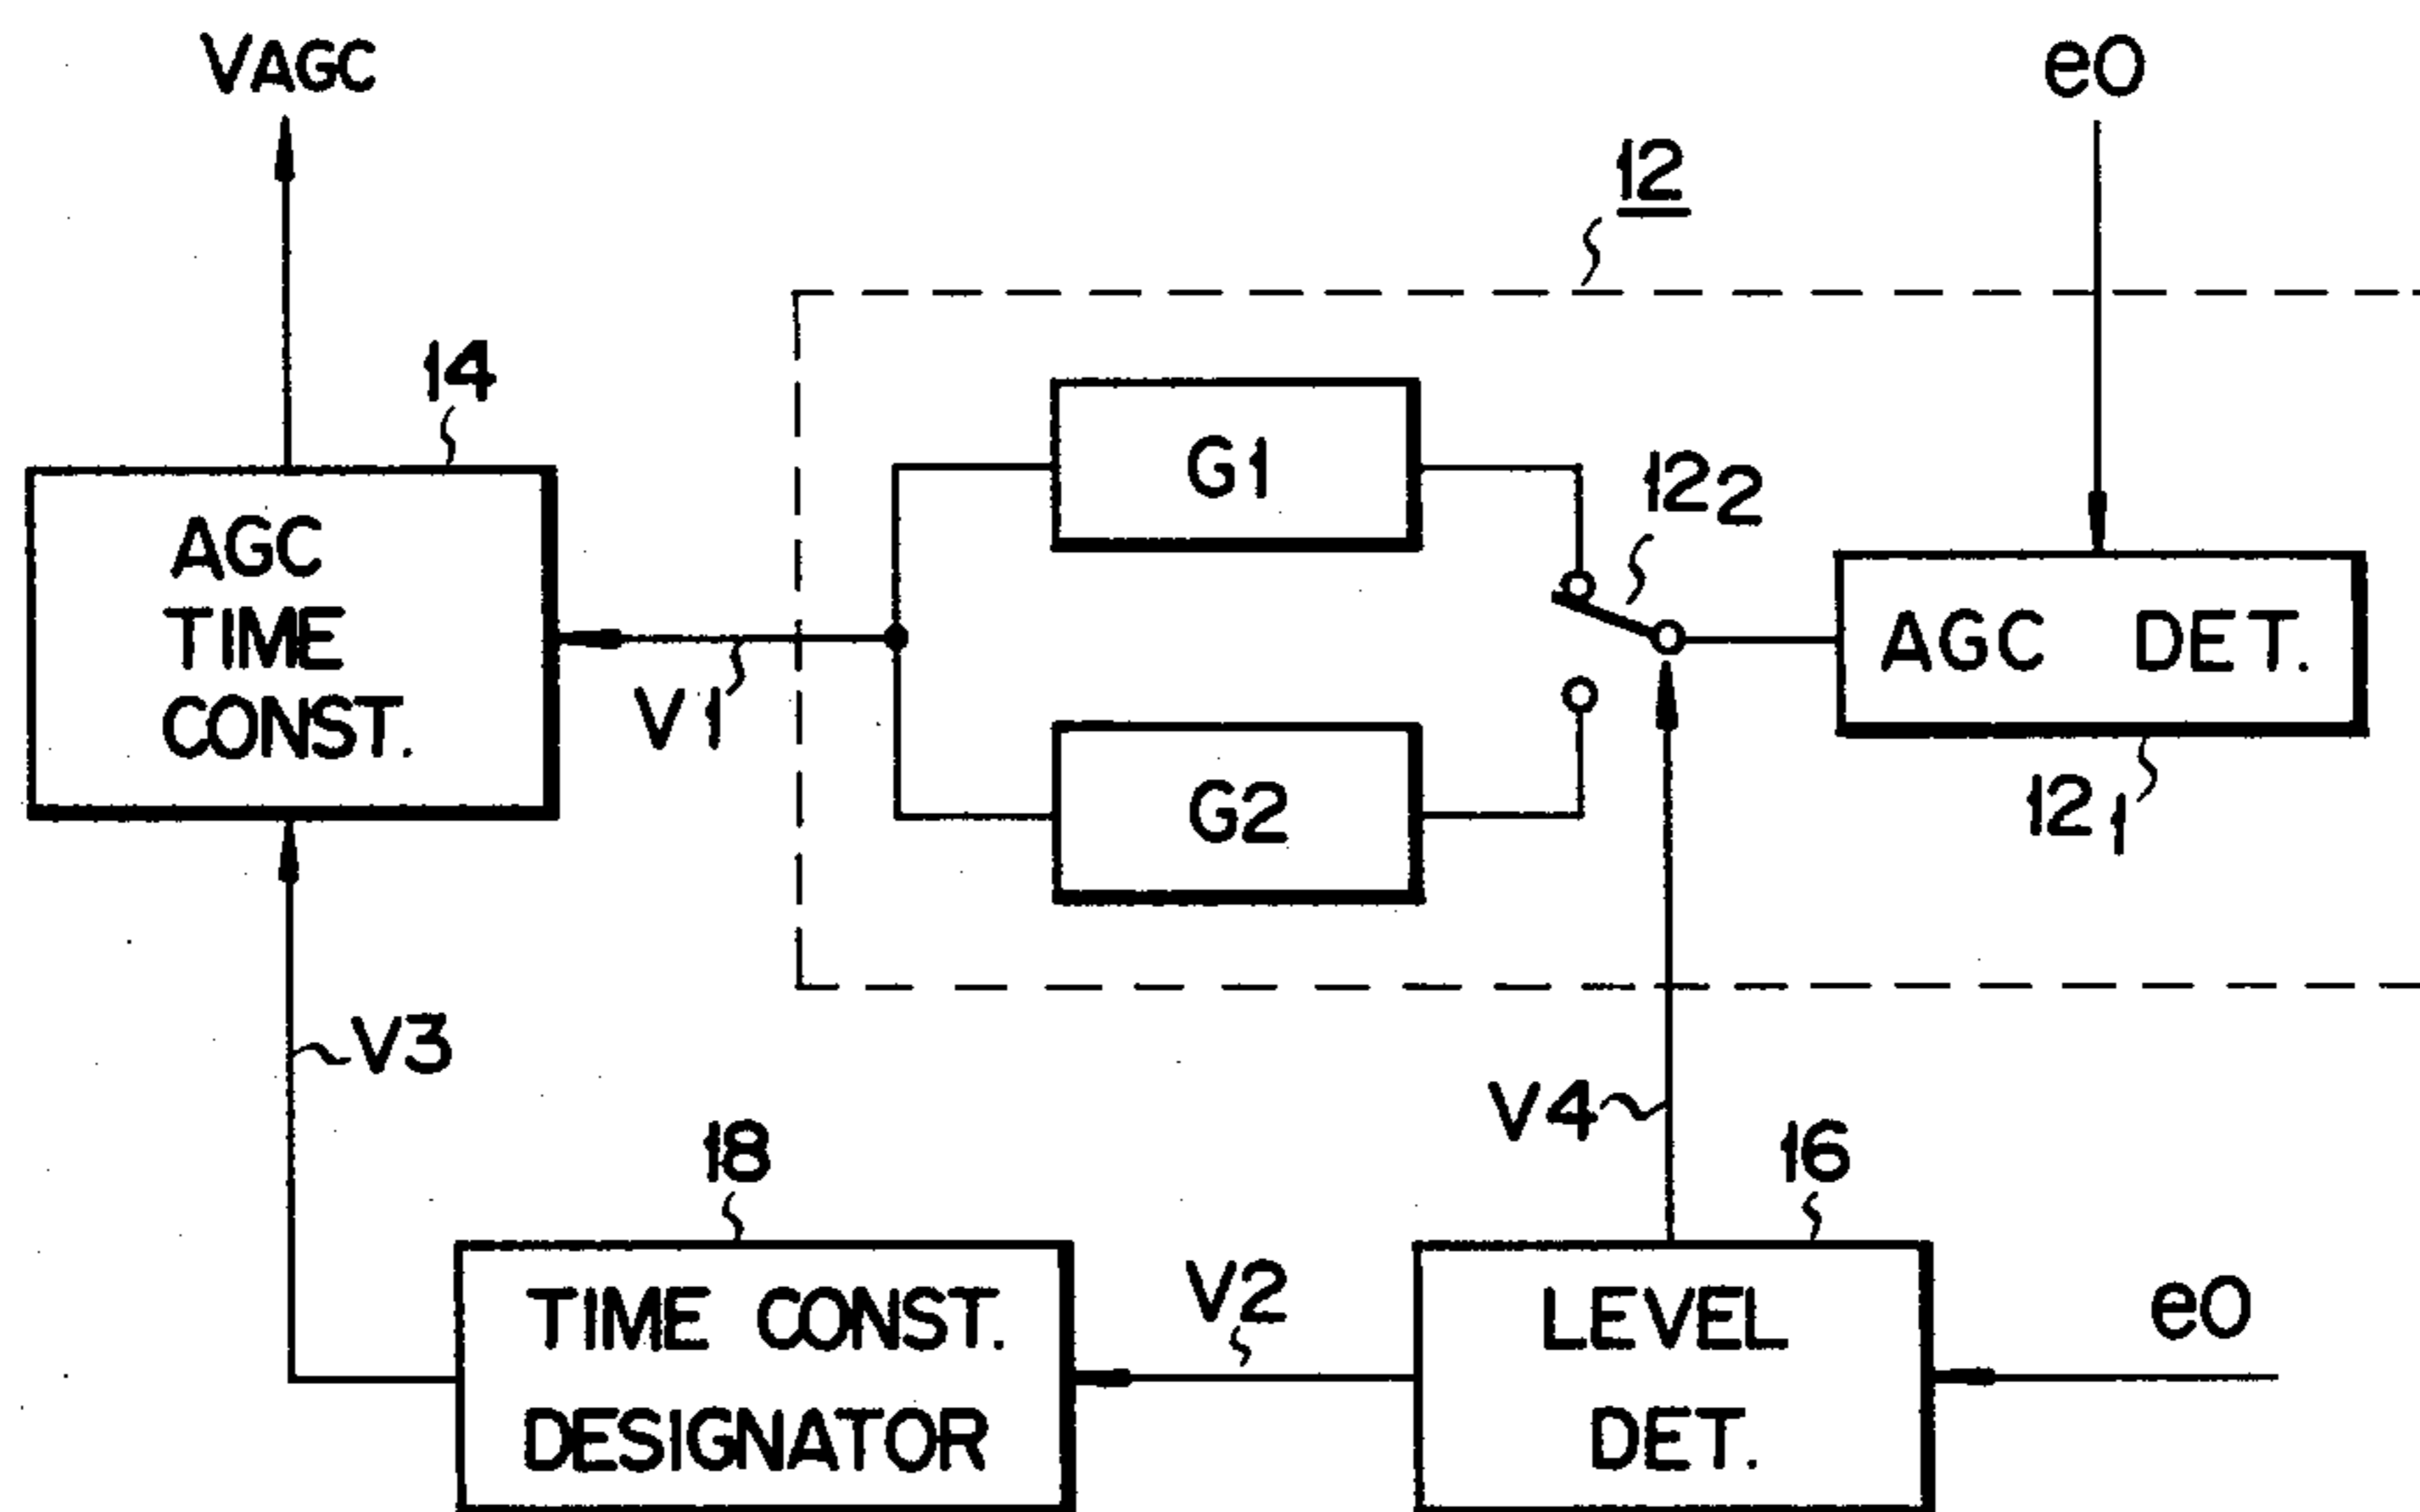 VAGC
eO
12
14
G1
122
AGC
TIME
CONST.
AGC DET.
V1
G2
121
V3
V4
18
16
V2
TIME CONST.
DESIGNATOR
LEVEL
DET.
eO